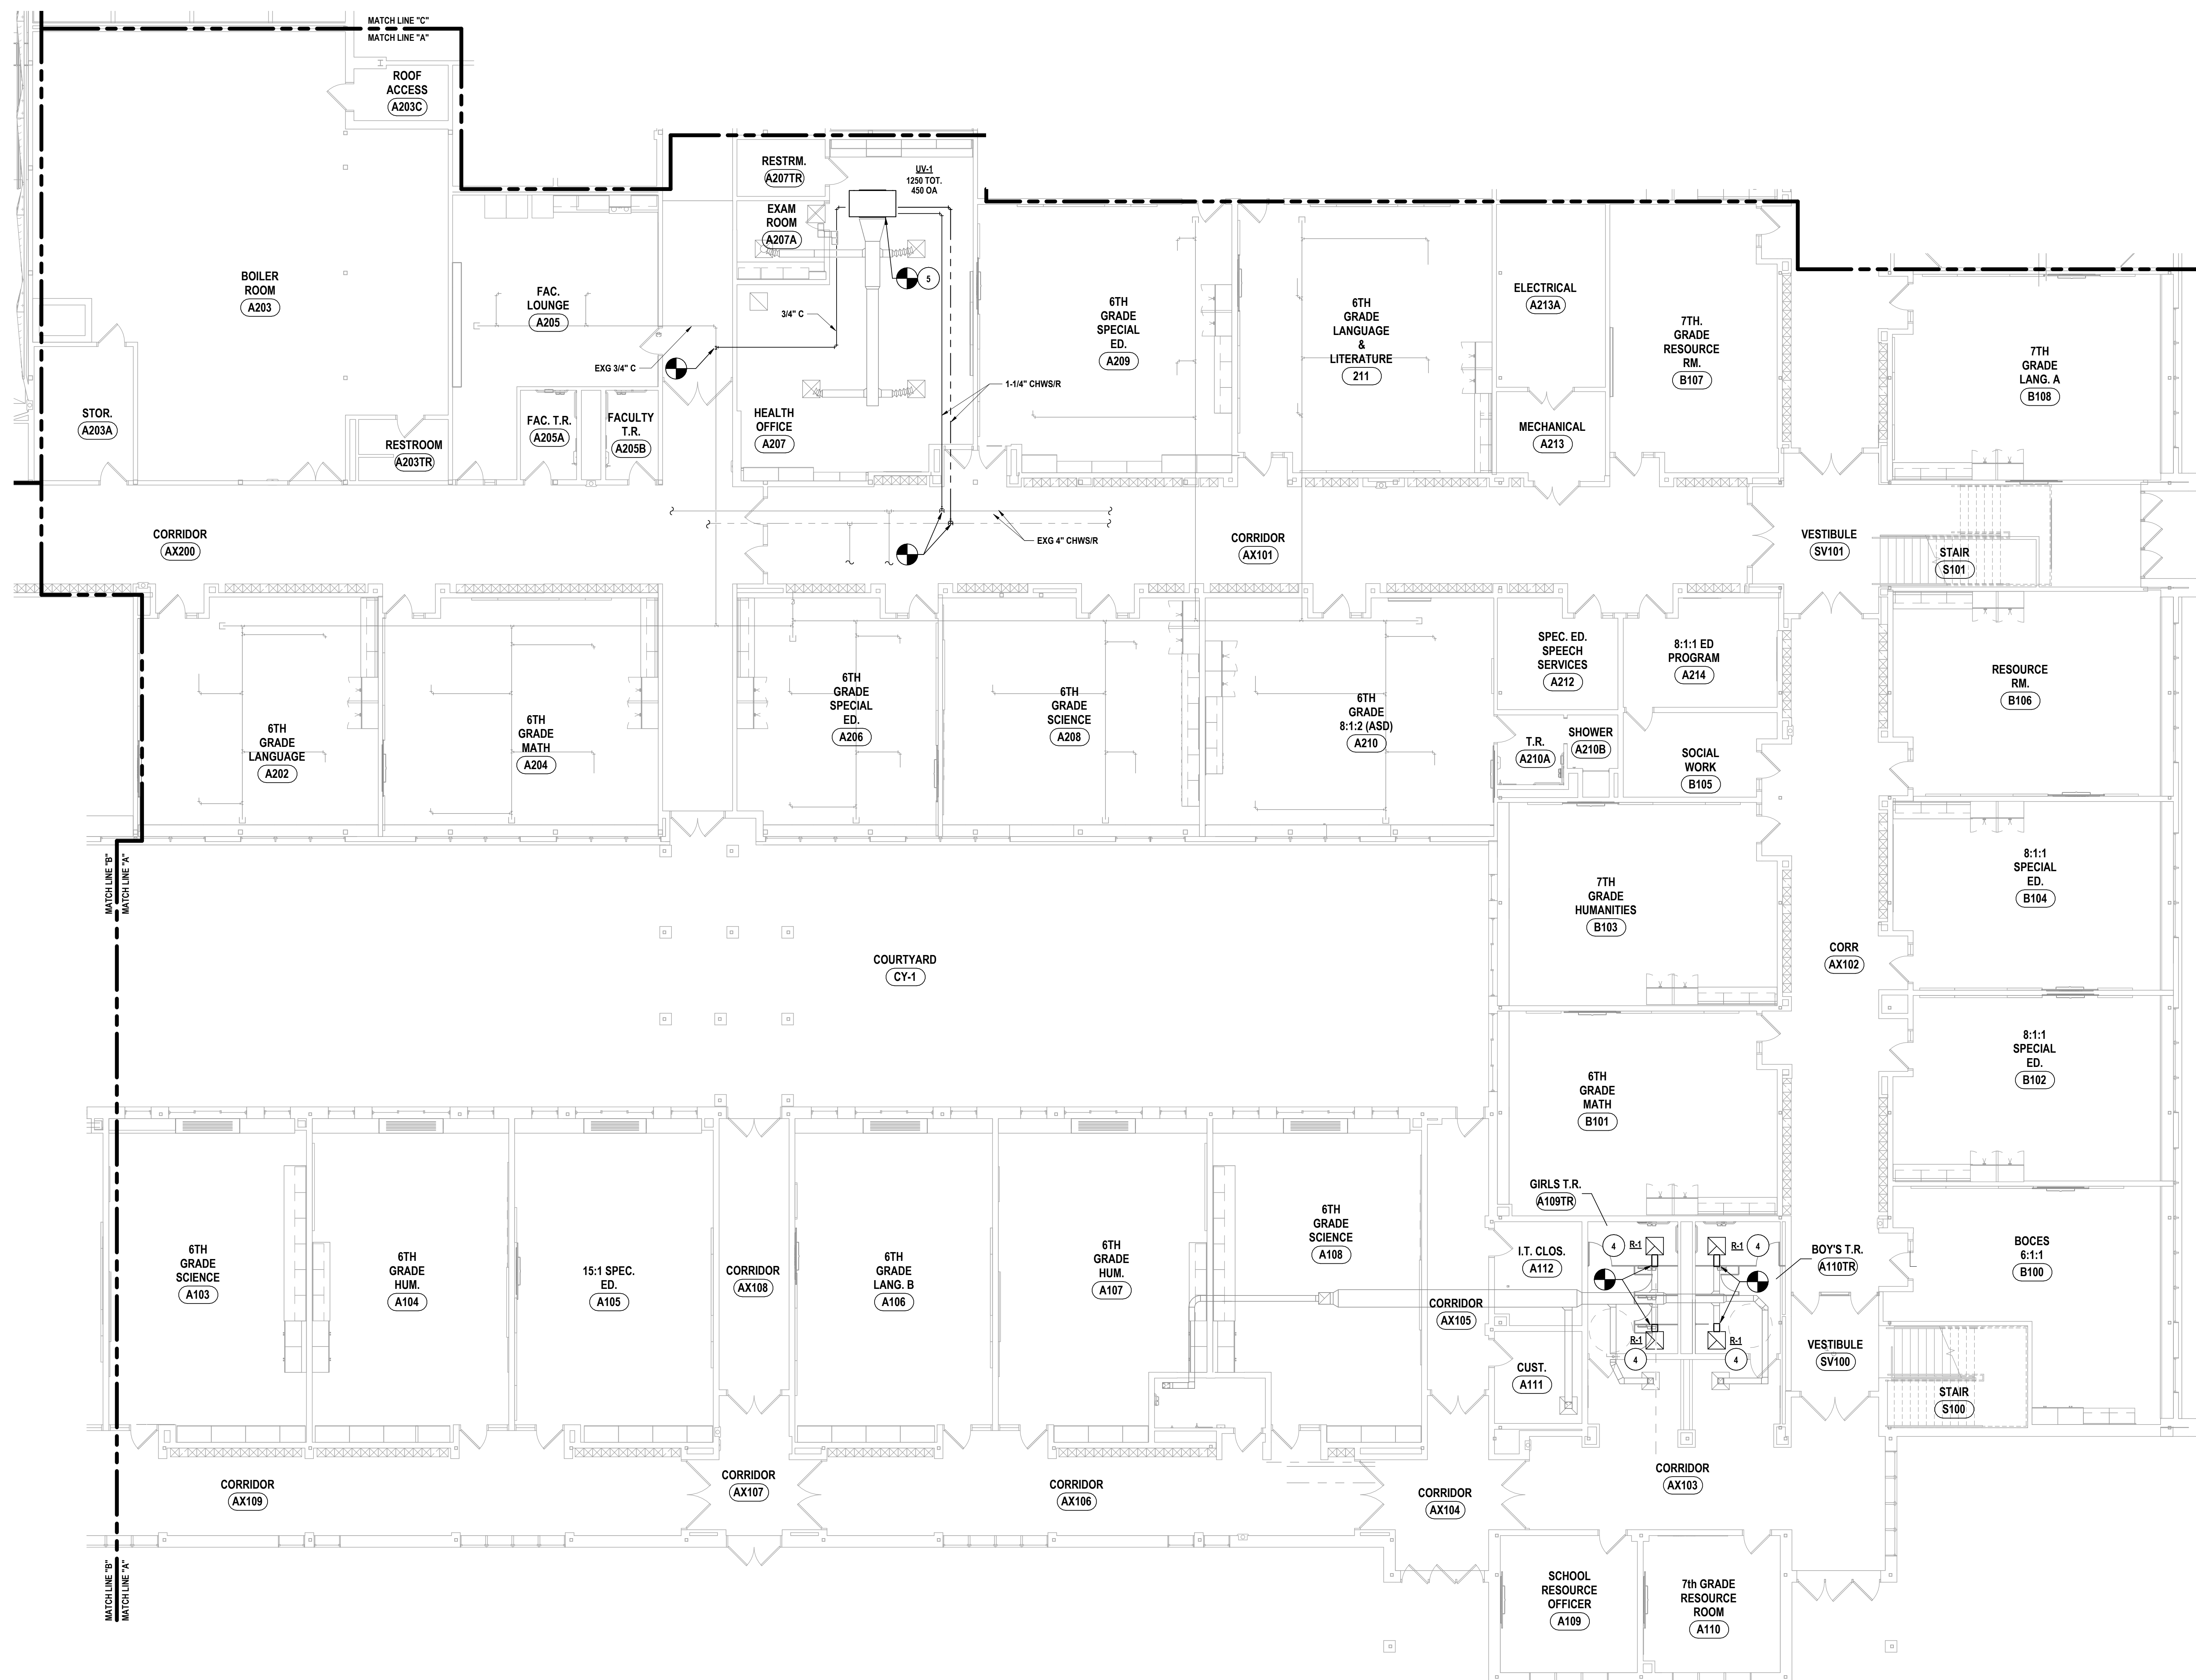 MATCH LINE "C"
MATCH LINE "A"
ROOF
ACCESS
A203C
RESTRM.
A207TR
UV-1
1250 TOT.
450 OA
EXAM
ROOM
A207A
BOILER
ROOM
A203
FAC.
LOUNGE
A205
5
3/4" C
EXG 3/4" C
1-1/4" CHWS/R
6TH
GRADE
SPECIAL
ED.
A209
6TH
GRADE
LANGUAGE
&
LITERATURE
211
ELECTRICAL
A213A
7TH.
GRADE
RESOURCE
RM.
B107
7TH
GRADE
LANG. A
B108
STOR.
A203A
RESTROOM
A203TR
FAC. T.R.
A205A
FACULTY
T.R.
A205B
HEALTH
OFFICE
A207
MECHANICAL
A213
CORRIDOR
AX200
EXG 4" CHWS/R
CORRIDOR
AX101
VESTIBULE
SV101
STAIR
S101
6TH
GRADE
LANGUAGE
A202
6TH
GRADE
MATH
A204
6TH
GRADE
SPECIAL
ED.
A206
6TH
GRADE
SCIENCE
A208
6TH
GRADE
8:1:2 (ASD)
A210
SPEC. ED.
SPEECH
SERVICES
A212
8:1:1 ED
PROGRAM
A214
RESOURCE
RM.
B106
T.R.
A210A
SHOWER
A210B
SOCIAL
WORK
B105
MATCH LINE "B"
MATCH LINE "A"
7TH
GRADE
HUMANITIES
B103
8:1:1
SPECIAL
ED.
B104
COURTYARD
CY-1
CORR
AX102
6TH
GRADE
MATH
B101
8:1:1
SPECIAL
ED.
B102
GIRLS T.R.
A109TR
6TH
GRADE
SCIENCE
A103
6TH
GRADE
HUM.
A104
15:1 SPEC.
ED.
A105
CORRIDOR
AX108
6TH
GRADE
LANG. B
A106
6TH
GRADE
HUM.
A107
6TH
GRADE
SCIENCE
A108
I.T. CLOS.
A112
4
R-1
R-1
4
BOY'S T.R.
A110TR
BOCES
6:1:1
B100
CORRIDOR
AX105
R-1
4
R-1
4
CUST.
A111
VESTIBULE
SV100
STAIR
S100
CORRIDOR
AX109
CORRIDOR
AX107
CORRIDOR
AX106
CORRIDOR
AX104
CORRIDOR
AX103
MATCH LINE "B"
MATCH LINE "A"
SCHOOL
RESOURCE
OFFICER
A109
7th GRADE
RESOURCE
ROOM
A110